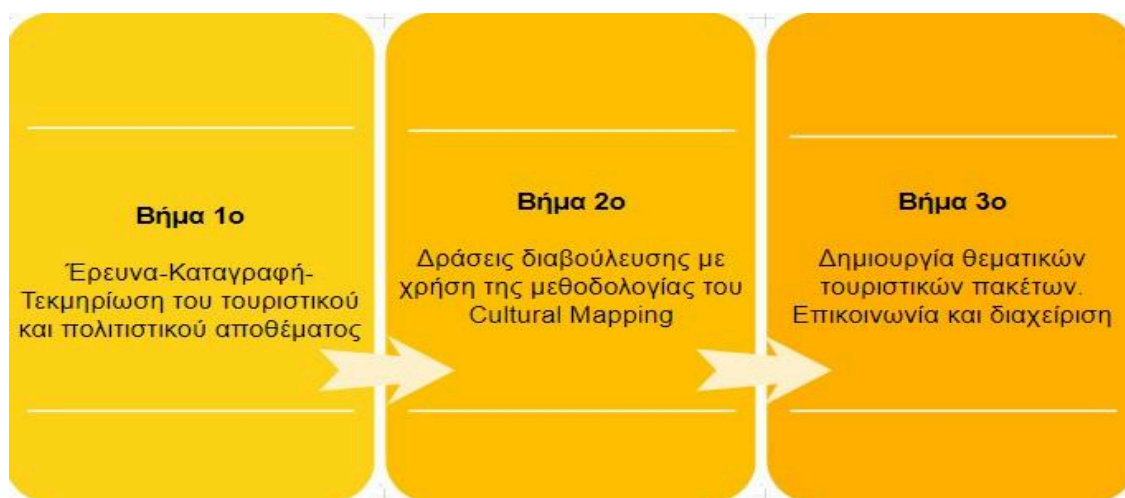 Βήμα 1ο
Έρευνα-Καταγραφή-
Τεκμηρίωση του τουριστικού
και πολιτιστικού αποθέματος
Βήμα 2ο
Δράσεις διαβούλευσης με
χρήση της μεθοδολογίας του
Cultural Mapping
Βήμα 3ο
Δημιουργία θεματικών
τουριστικών πακέτων.
Επικοινωνία και διαχείριση